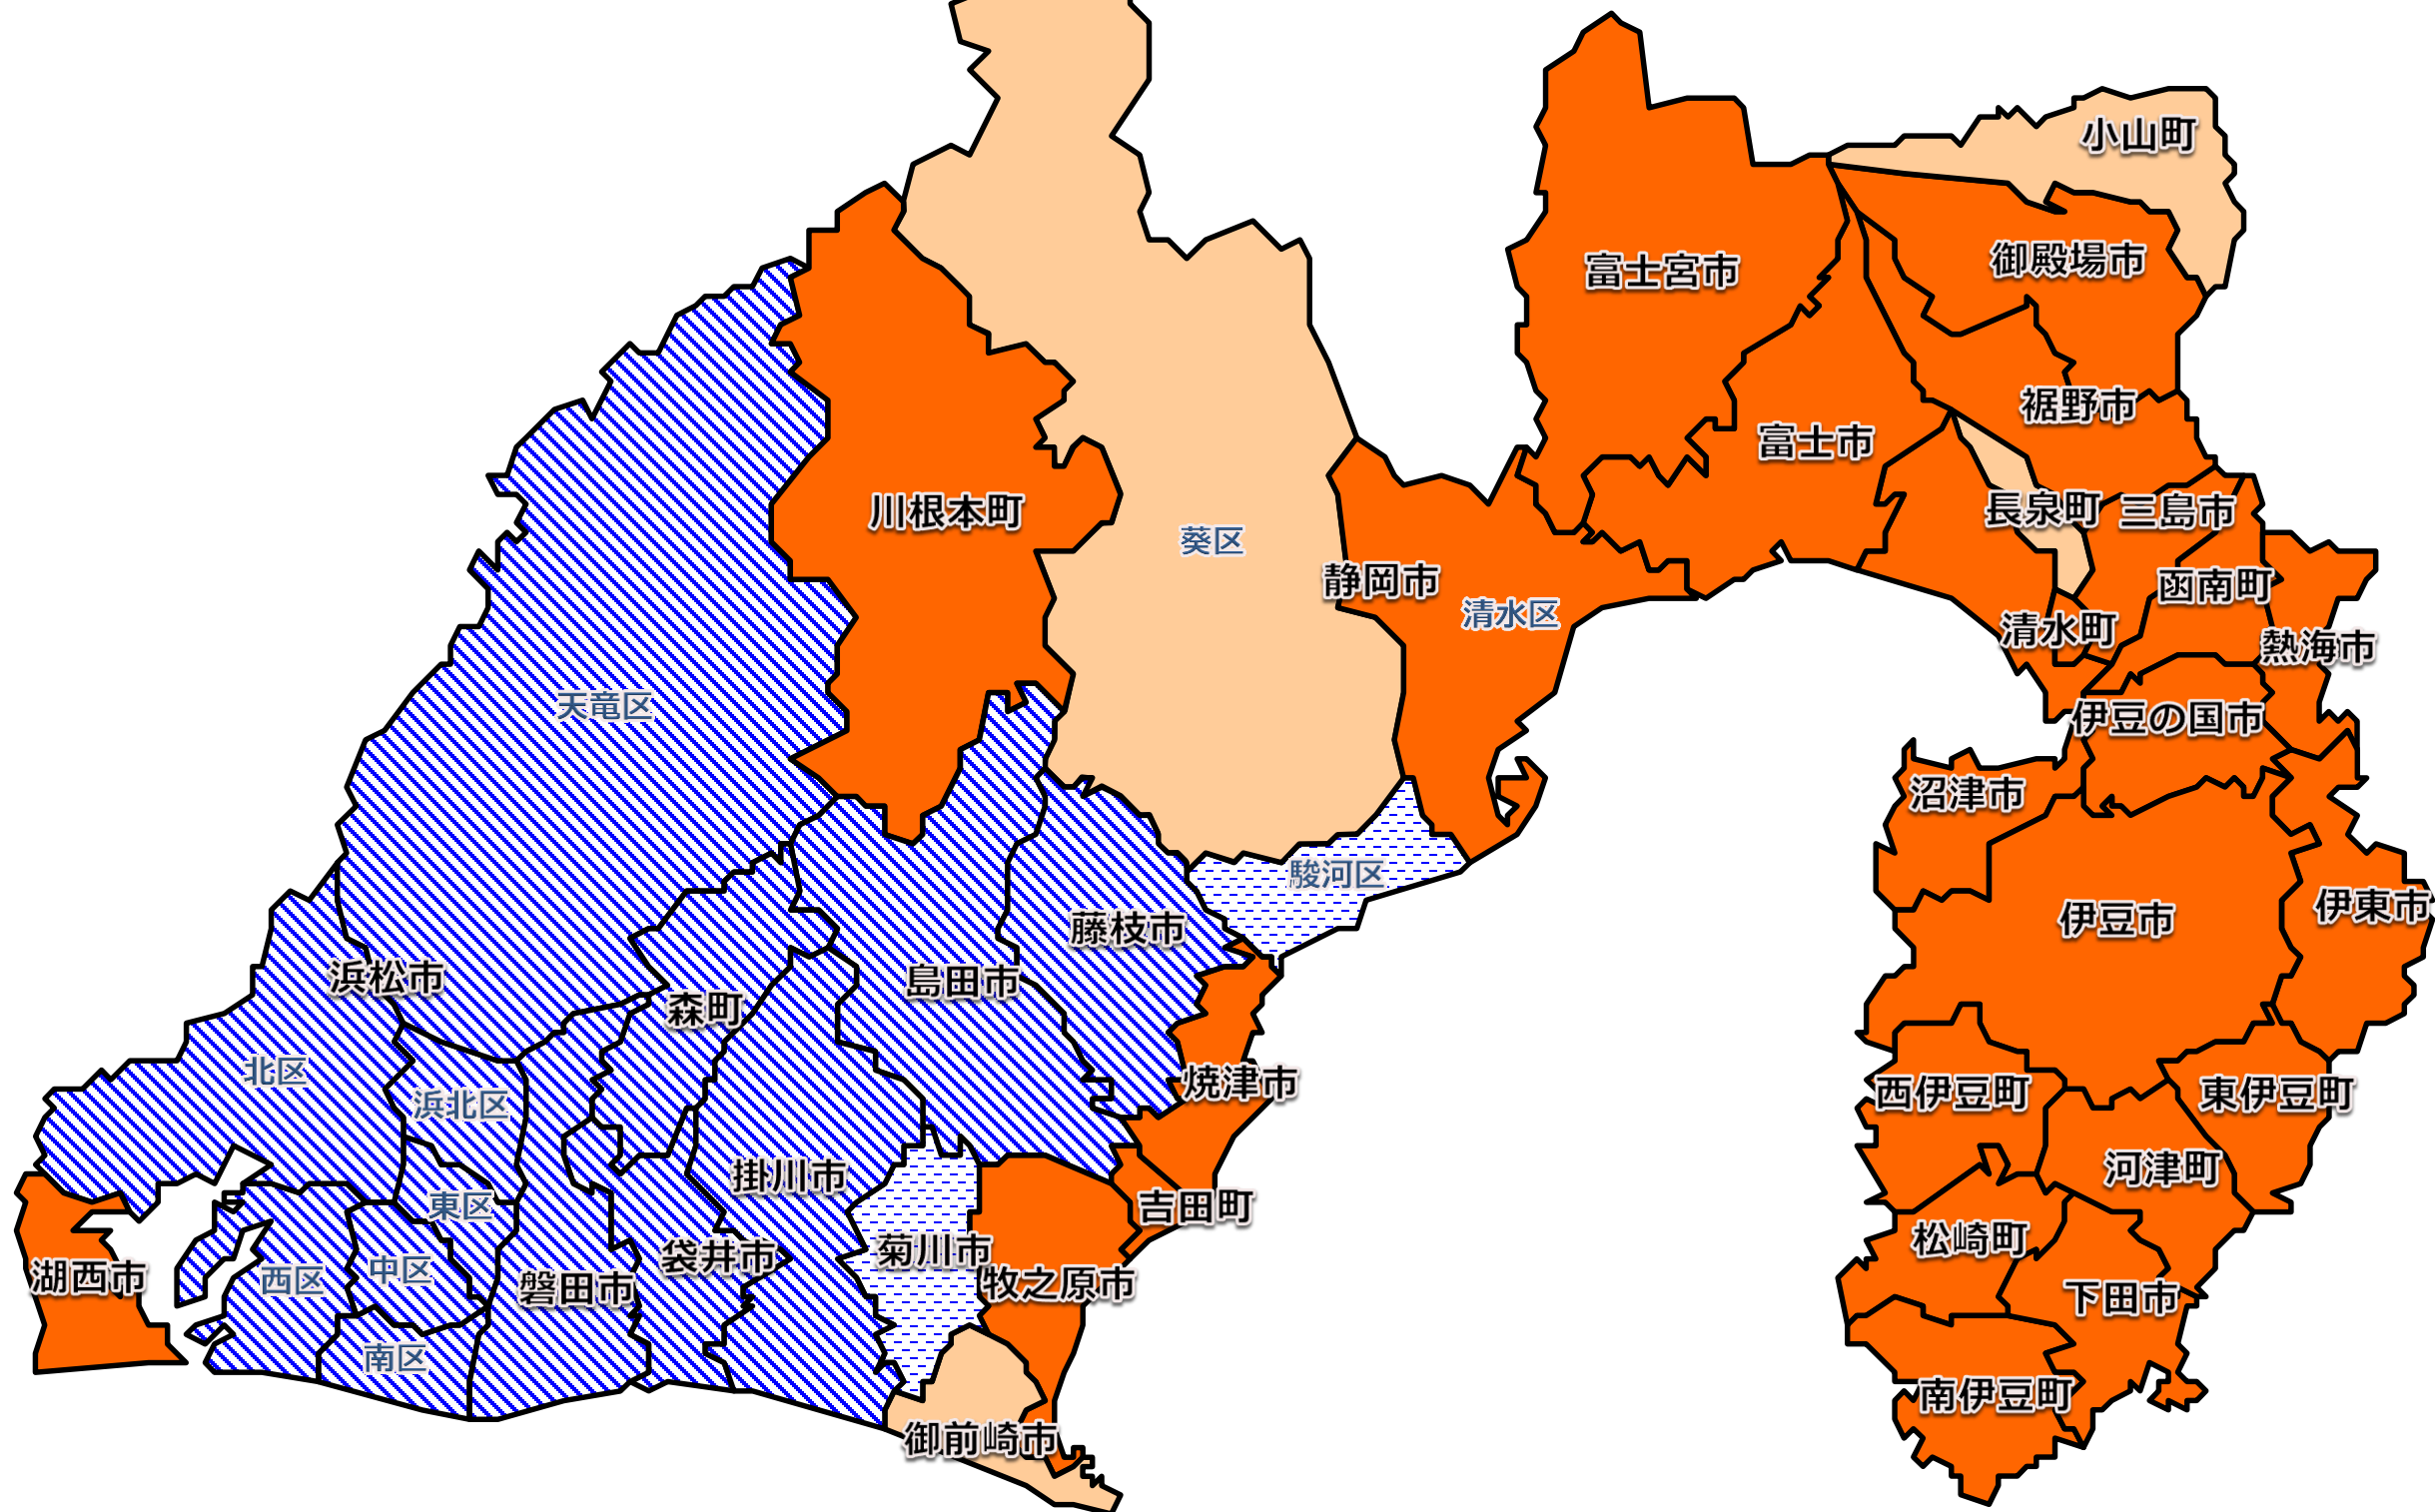 小山町
御殿場市
富士宮市
裾野市
富士市
長泉町
三島市
川根本町
葵区
静岡市
函南町
清水区
清水町
熱海市
天竜区
伊豆の国市
沼津市
駿河区
伊豆市
伊東市
藤枝市
浜松市
島田市
森町
北区
焼津市
西伊豆町
東伊豆町
浜北区
掛川市
河津町
東区
吉田町
松崎町
菊川市
袋井市
中区
西区
湖西市
磐田市
牧之原市
下田市
南区
南伊豆町
御前崎市